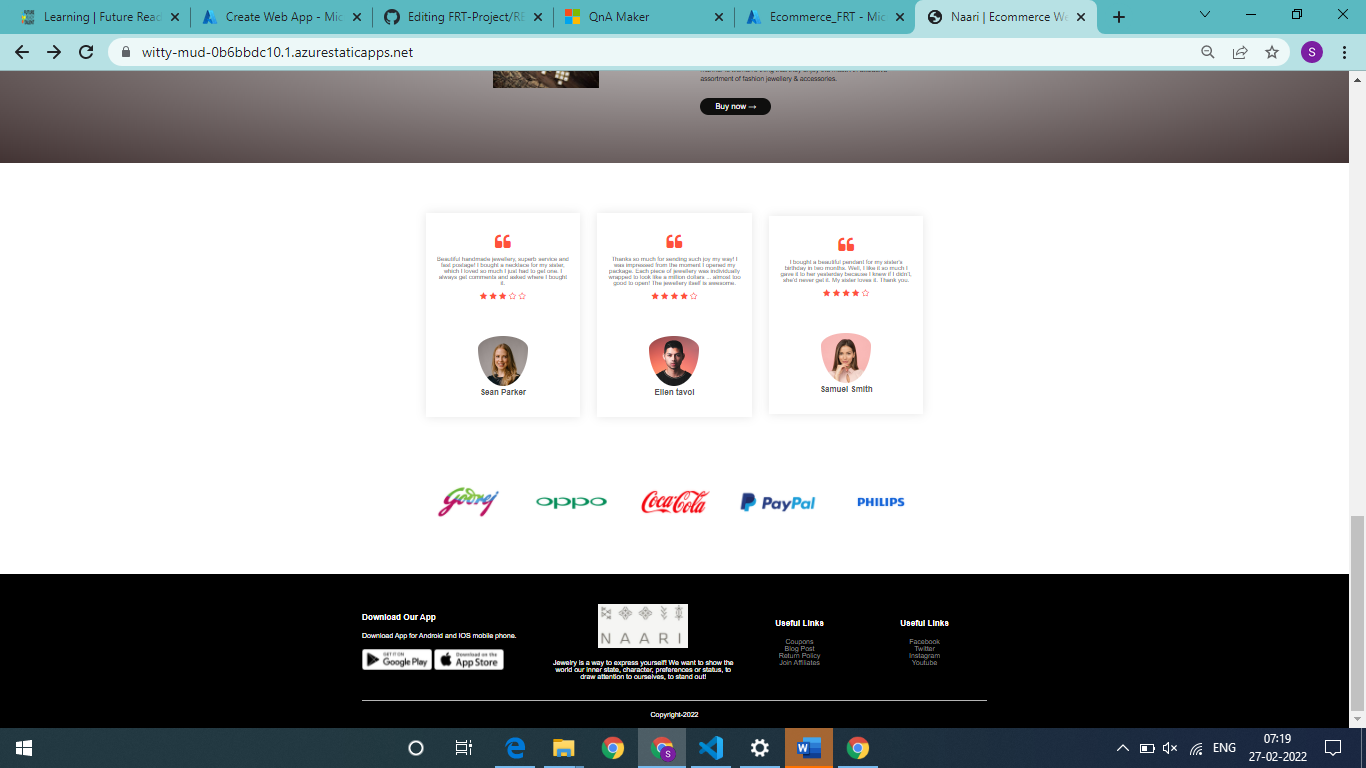 Learning | Future Read
Create Web App - Mic
Editing FRT-Project/RE
QnA Maker
Ecommerce_FRT - Mic
Naari | Ecommerce We
witty-mud-0b6bbdc10.1.azurestaticapps.net
S
assortment of fashion jewellery & accessories.
Buy now →
Beautiful handmade jewellery, superb service and
fast postage! I bought a necklace for my sister,
which I loved so much I just had to get one. I
always get comments and asked where I bought
it.
Sean Parker
Thanks so much for sending such joy my way! I
was impressed from the moment I opened my
package. Each piece of jewellery was individually
wrapped to look like a million dollars ... almost too
good to open! The jewellery itself is awesome.
Ellen tavol
I bought a beautiful pendant for my sister's
birthday in two months. Well, I like it so much I
gave it to her yesterday because I knew if I didn't,
she'd never get it. My sister loves it. Thank you.
Samuel Smith
Godrej
oppo
Coca-Cola
PayPal
PHILIPS
Download Our App
Download App for Android and IOS mobile phone.
GET IT ON
Google Play
Download on the
App Store
NAARI
Jewelry is a way to express yourself! We want to show the
world our inner state, character, preferences or status, to
draw attention to ourselves, to stand out!
Useful Links
Coupons
Blog Post
Return Policy
Join Affiliates
Useful Links
Facebook
Twitter
Instagram
Youtube
Copyright-2022
S
ENG
07:19
27-02-2022